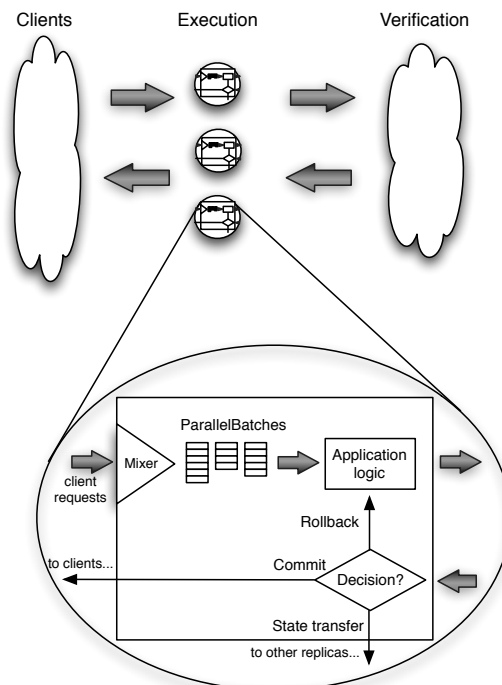 Clients
Execution
Verification
ParallelBatches
Mixer
Application
logic
client
requests
Rollback
to clients...
Commit
Decision?
State transfer
to other replicas...